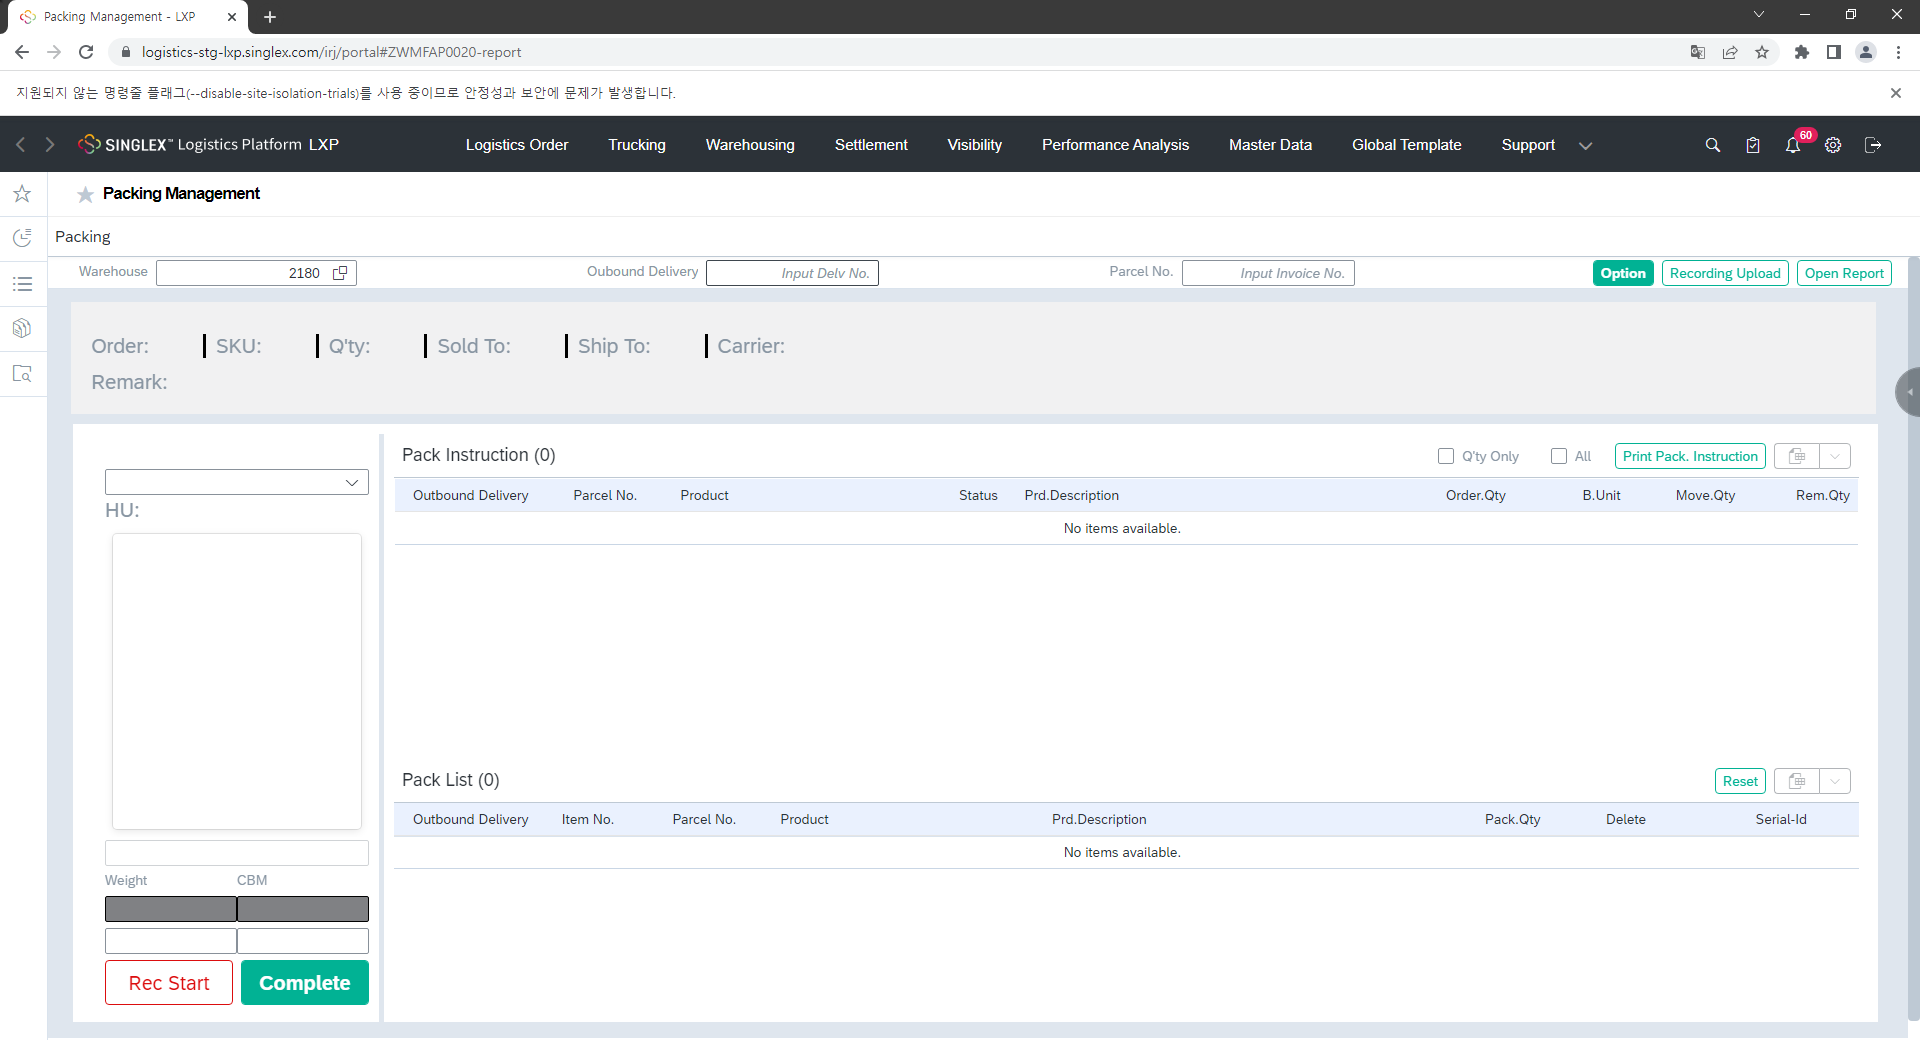 Packing Management - LXP
logistics-stg-lxp.singlex.com/irj/portal#ZWMFAP0020-report
지원되지 않는 명령줄 플래그(--disable-site-isolation-trials)를 사용 중이므로 안정성과 보안에 문제가 발생합니다.
SINGLEX™ Logistics Platform LXP
Logistics Order Trucking Warehousing Settlement Visibility Performance Analysis Master Data Global Template Support 60
Packing Management
Packing
Warehouse 2180 Oubound Delivery Input Delv No. Parcel No. Input Invoice No. Option Recording Upload Open Report
Order: SKU: Q'ty: Sold To: Ship To: Carrier:
Remark:
HU:
Weight CBM
Rec Start Complete
Pack Instruction (0) Q'ty Only All Print Pack. Instruction
Outbound Delivery Parcel No. Product Status Prd.Description Order.Qty B.Unit Move.Qty Rem.Qty
No items available.
Pack List (0) Reset
Outbound Delivery Item No. Parcel No. Product Prd.Description Pack.Qty Delete Serial-Id
No items available.